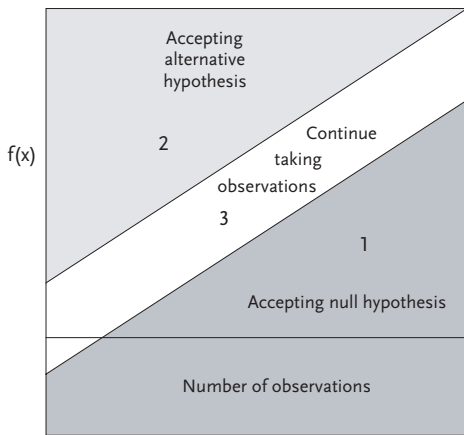 Accepting
alternative
hypothesis
2
f(x)
Continue
taking
observations
3
1
Accepting null hypothesis
Number of observations